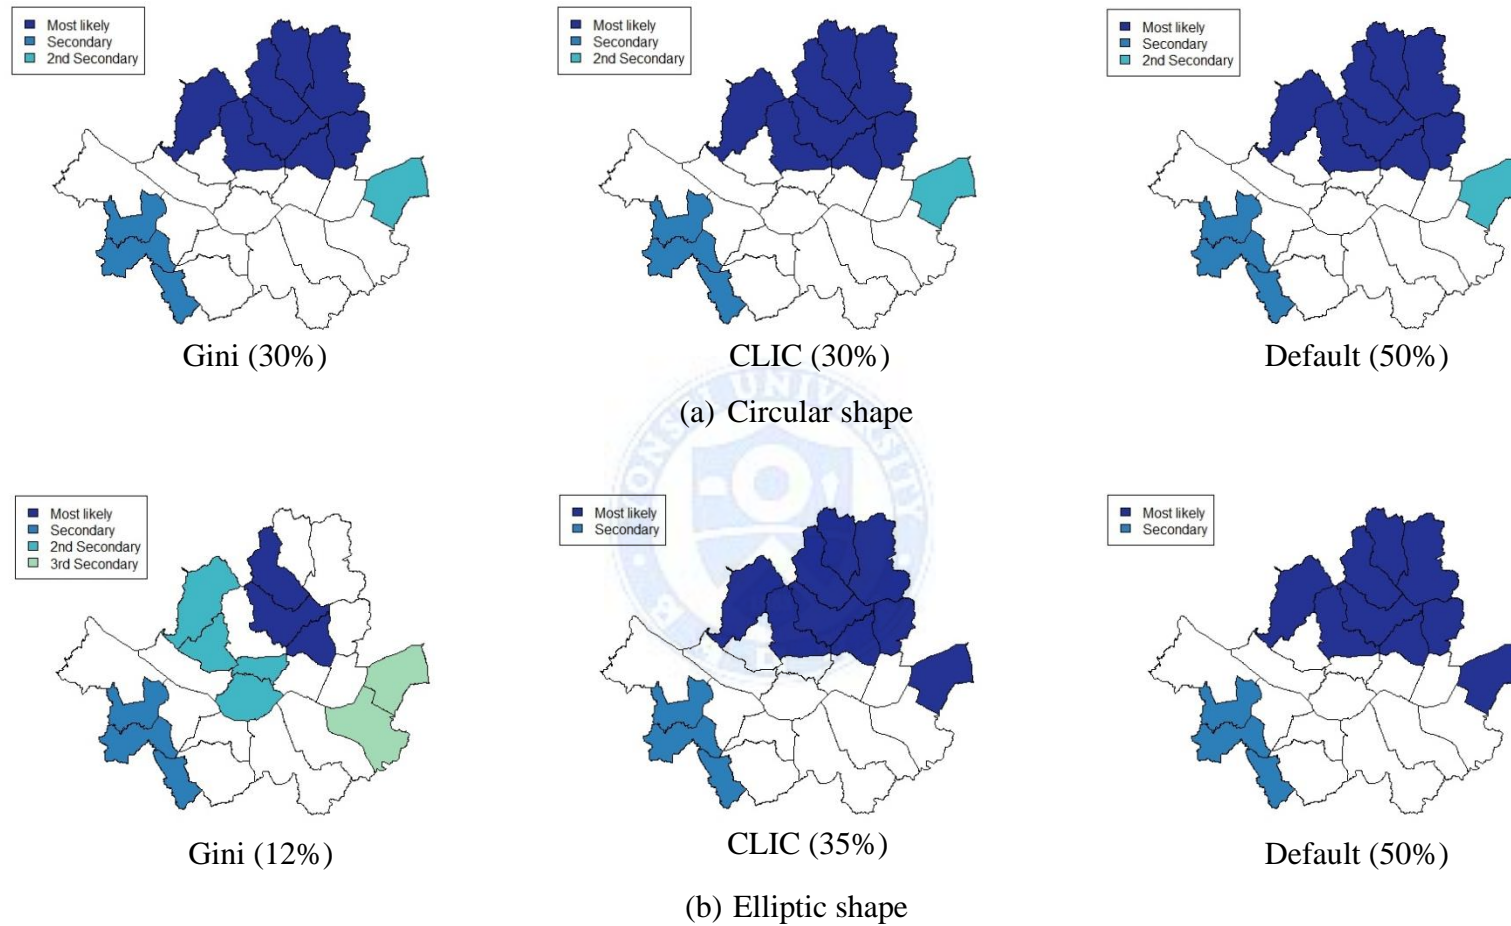 Most likely
Secondary
2nd Secondary
Most likely
Secondary
2nd Secondary
Most likely
Secondary
2nd Secondary
Gini (30%)
CLIC (30%)
Default (50%)
(a) Circular shape
YONSEI UNIVERSITY
Most likely
Secondary
2nd Secondary
3rd Secondary
Most likely
Secondary
Most likely
Secondary
Gini (12%)
CLIC (35%)
Default (50%)
(b) Elliptic shape